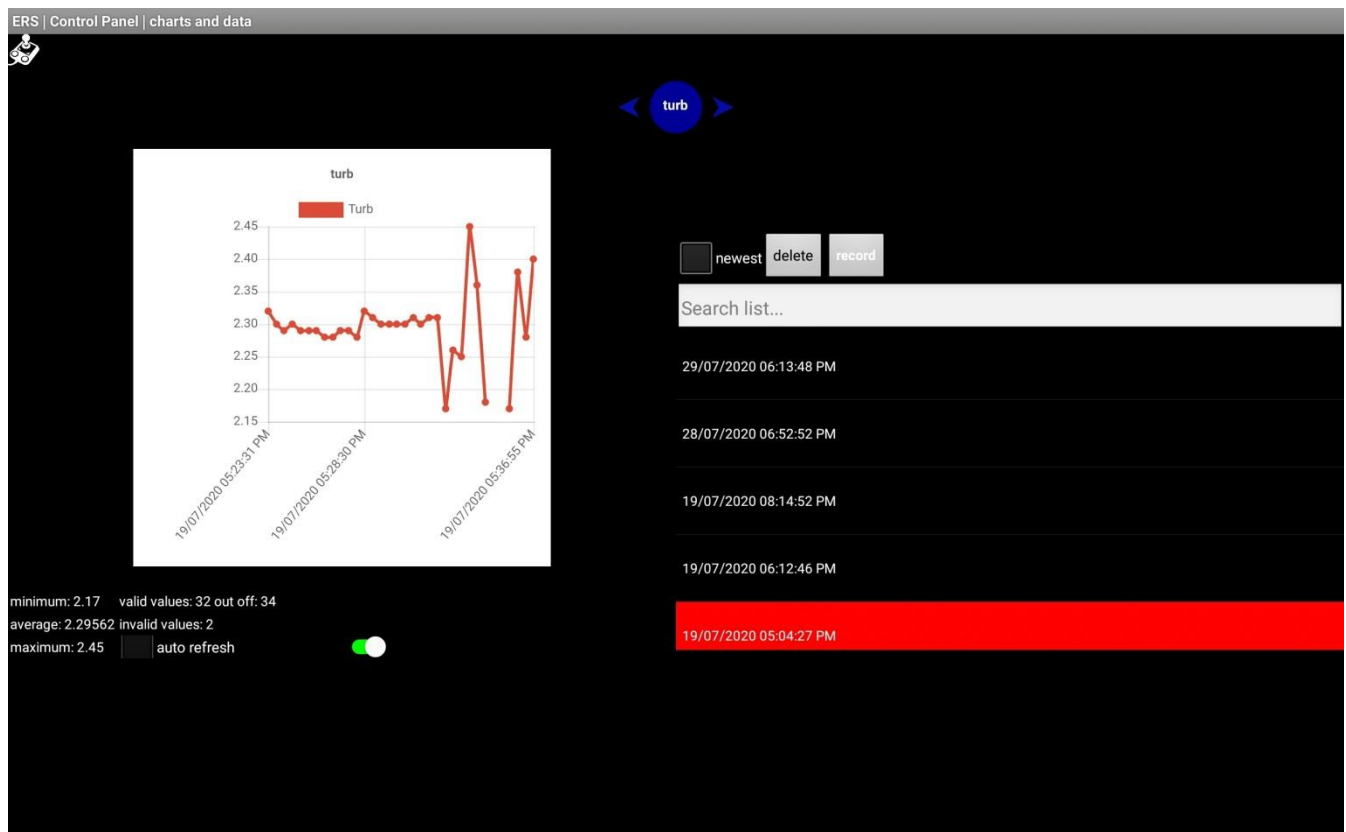 ERS | Control Panel | charts and data
turb
turb
Turb
2.45
2.40
2.35
2.30
2.25
2.20
2.15
19/07/2020 05:23:31 PM
19/07/2020 05:28:30 PM
19/07/2020 05:36:55 PM
minimum: 2.17 valid values: 32 out off: 34
average: 2.29562 invalid values: 2
maximum: 2.45 auto refresh
newest delete record
Search list...
29/07/2020 06:13:48 PM
28/07/2020 06:52:52 PM
19/07/2020 08:14:52 PM
19/07/2020 06:12:46 PM
19/07/2020 05:04:27 PM